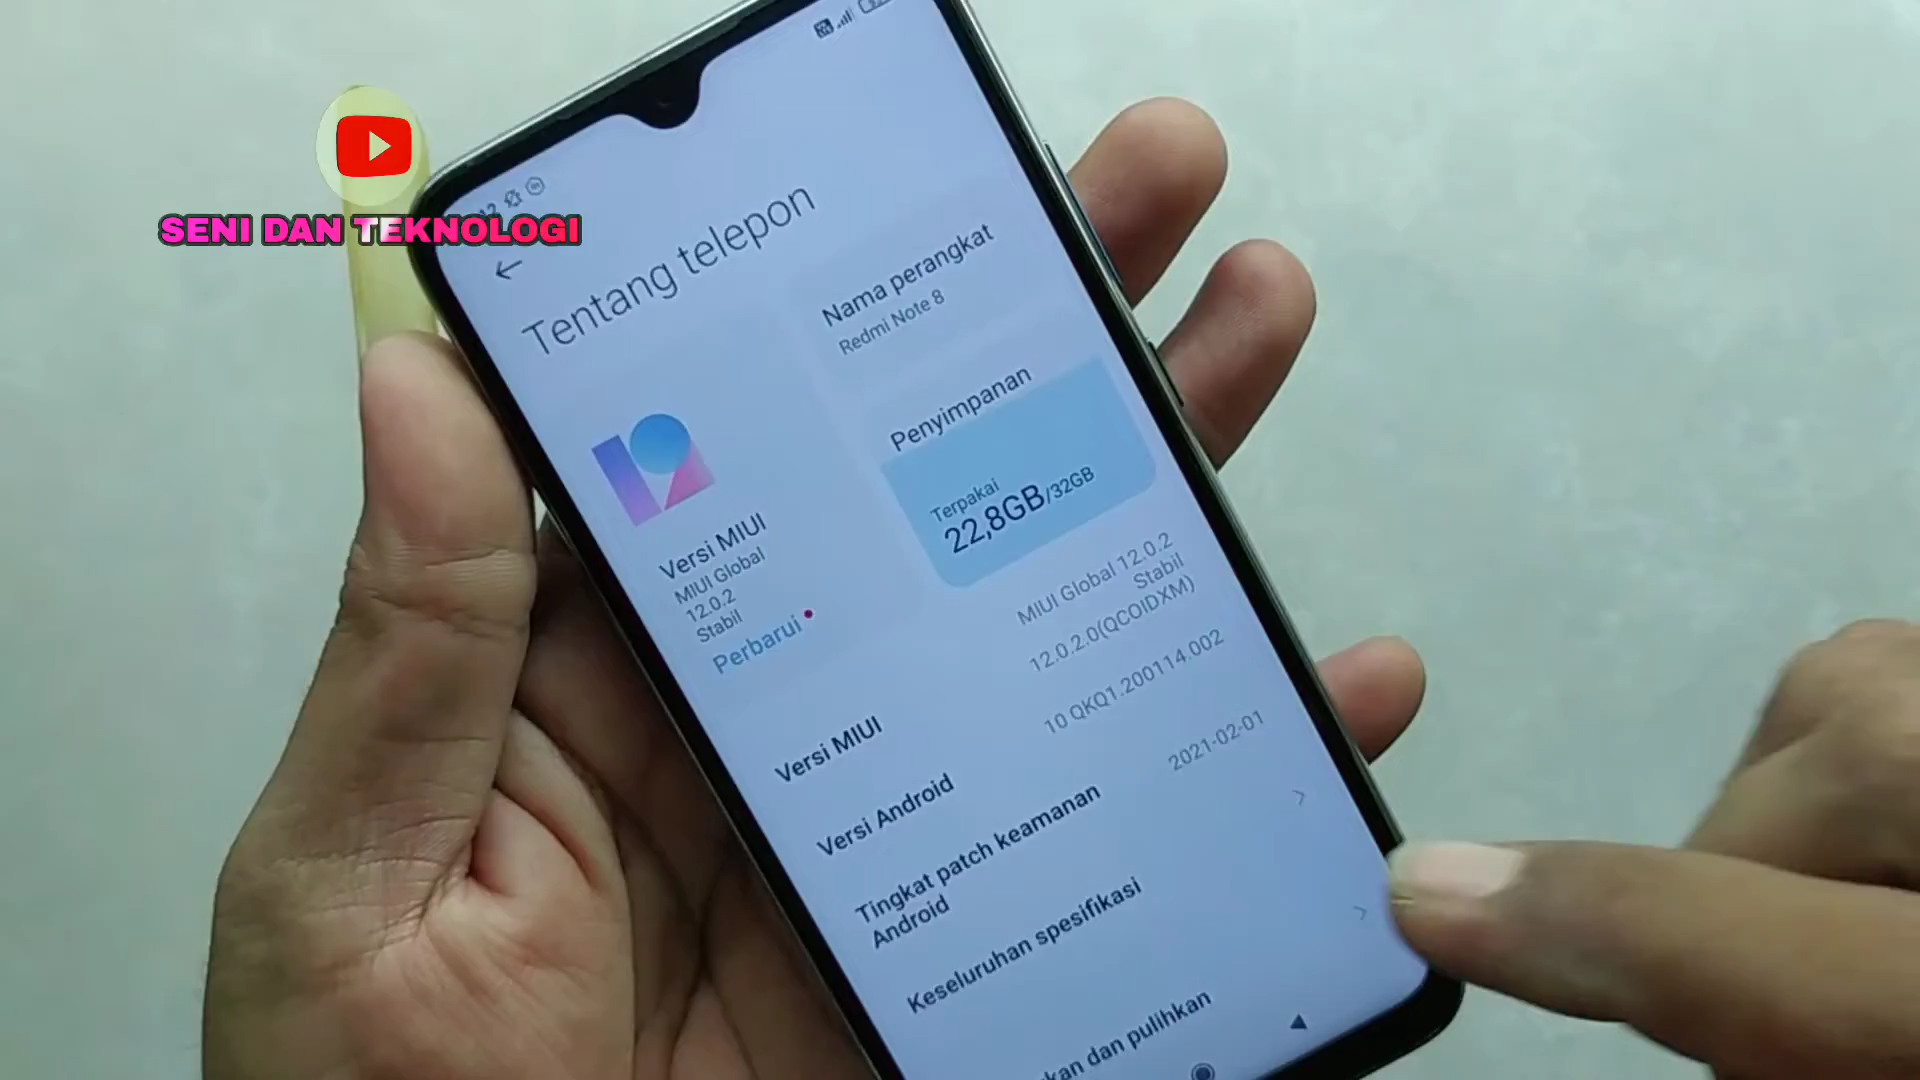 SENI DAN TEKNOLOGI
Tentang telepon
Nama perangkat
Redmi Note 8
Penyimpanan
Terpakai
22,8GB/32GB
Versi MIUI
MIUI Global
12.0.2
Stabil
Perbarui
Versi MIUI
MIUI Global 12.0.2
Stabil
12.0.2.0(QCOIDXM)
Versi Android
10 QKQ1.200114.002
Tingkat patch keamanan
Android
2021-02-01
Keseluruhan spesifikasi
dan pulihkan